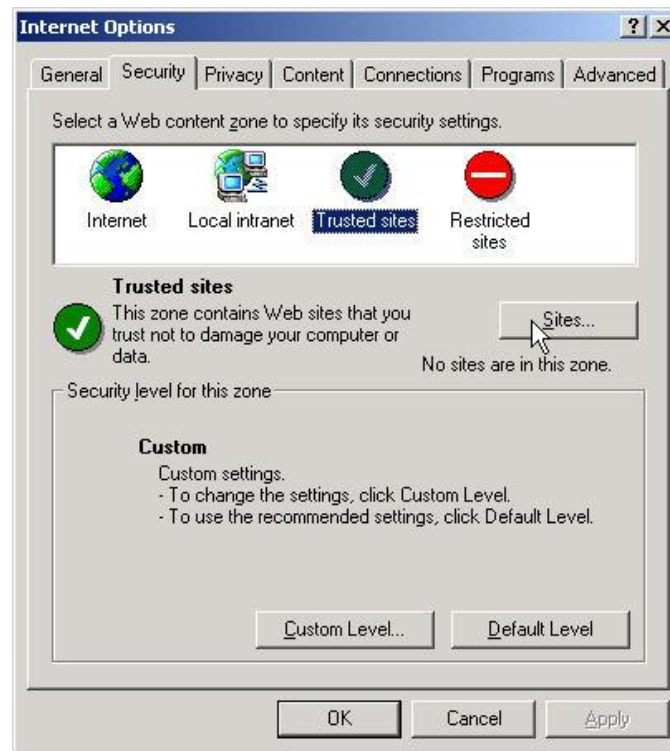 Internet Options
General Security Privacy Content Connections Programs Advanced
Select a Web content zone to specify its security settings.
Internet Local intranet Trusted sites Restricted
sites
Trusted sites
This zone contains Web sites that you
trust not to damage your computer or
data.
Sites...
No sites are in this zone.
Security level for this zone
Custom
Custom settings.
- To change the settings, click Custom Level.
- To use the recommended settings, click Default Level.
Custom Level... Default Level
OK Cancel Apply